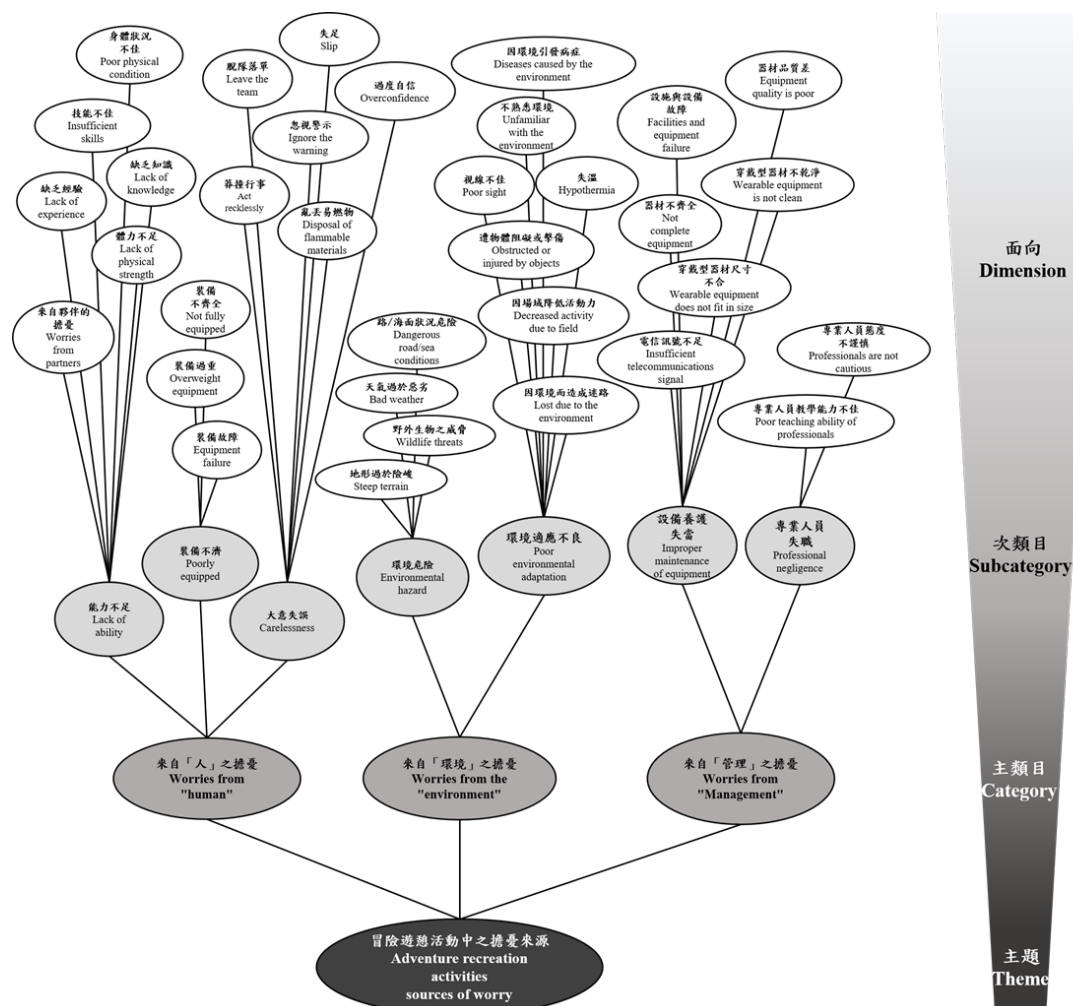 身體狀況
不佳
Poor physical
condition
失足
Slip
脫隊落單
Leave the
team
過度自信
Overconfidence
因環境引發病症
Diseases caused by the
environment
器材品質差
Equipment
quality is poor
技能不佳
Insufficient
skills
忽視警示
Ignore the
warning
不熟悉環境
Unfamiliar
with the
environment
設施與設備
故障
Facilities and
equipment
failure
缺乏經驗
Lack of
experience
缺乏知識
Lack of
knowledge
莽撞行事
Act
recklessly
視線不佳
Poor sight
失溫
Hypothermia
穿戴型器材不乾淨
Wearable equipment
is not clean
體力不足
Lack of
physical
strength
亂丟易燃物
Disposal of
flammable
materials
遭物體阻礙或擊傷
Obstructed or
injured by objects
器材不齊全
Not
complete
equipment
面向
Dimension
來自夥伴的
擔憂
Worries
from
partners
裝備
不齊全
Not fully
equipped
路/海面狀況危險
Dangerous
road/sea
conditions
因場域降低活動力
Decreased activity
due to field
穿戴型器材尺寸
不合
Wearable equipment
does not fit in size
裝備過重
Overweight
equipment
天氣過於惡劣
Bad weather
因環境而造成迷路
Lost due to the
environment
電信訊號不足
Insufficient
telecommunications
signal
專業人員態度
不謹慎
Professionals are not
cautious
裝備故障
Equipment
failure
野外生物之威脅
Wildlife threats
專業人員教學能力不佳
Poor teaching ability of
professionals
地形過於險峻
Steep terrain
能力不足
Lack of
ability
裝備不濟
Poorly
equipped
大意失誤
Carelessness
環境危險
Environmental
hazard
環境適應不良
Poor
environmental
adaptation
設備養護
失當
Improper
maintenance
of equipment
專業人員
失職
Professional
negligence
次類目
Subcategory
來自「人」之擔憂
Worries from
"human"
來自「環境」之擔憂
Worries from the
"environment"
來自「管理」之擔憂
Worries from
"Management"
主類目
Category
冒險遊憩活動中之擔憂來源
Adventure recreation
activities
sources of worry
主題
Theme